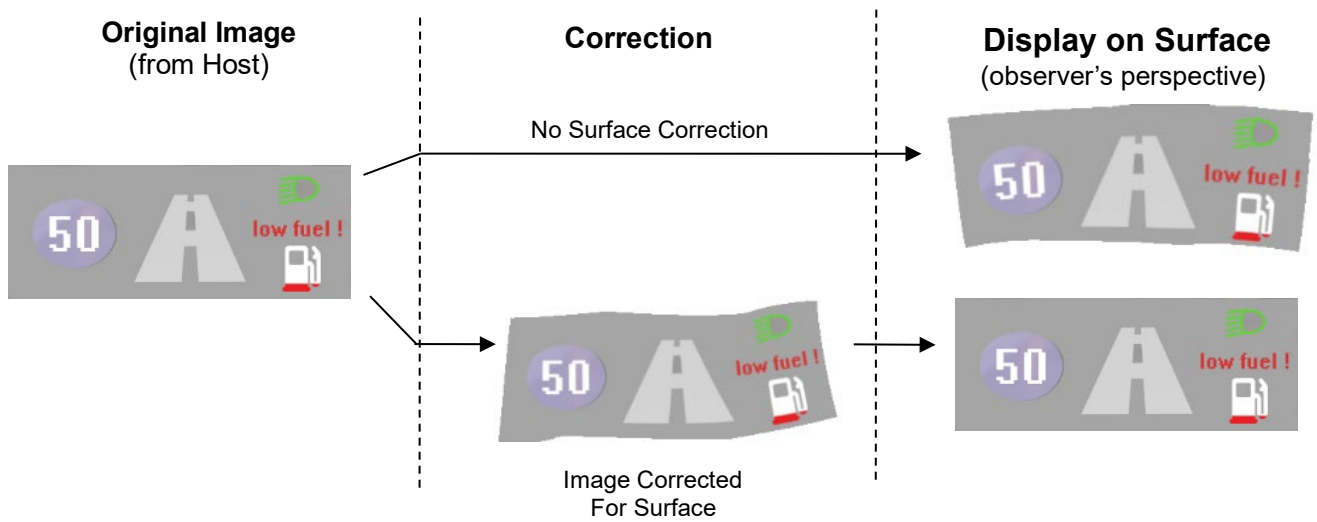 Original Image
(from Host)
Correction
Display on Surface
(observer's perspective)
No Surface Correction
50
low fuel !
50
low fuel !
50
low fuel !
50
low fuel !
Image Corrected
For Surface